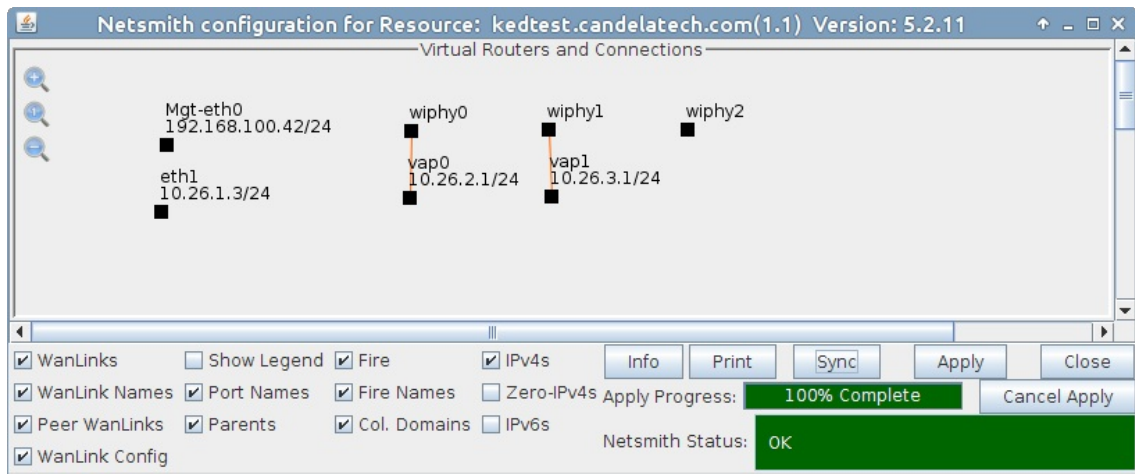 Netsmith configuration for Resource: kedtest.candelatech.com(1.1) Version: 5.2.11
Virtual Routers and Connections
Mgt-eth0
192.168.100.42/24
wiphy0
wiphy1
wiphy2
eth1
10.26.1.3/24
vap0
10.26.2.1/24
vap1
10.26.3.1/24
WanLinks Show Legend Fire IPv4s Info Print Sync Apply Close
WanLink Names Port Names Fire Names Zero-IPv4s Apply Progress: 100% Complete Cancel Apply
Peer WanLinks Parents Col. Domains IPv6s
Netsmith Status: OK
WanLink Config